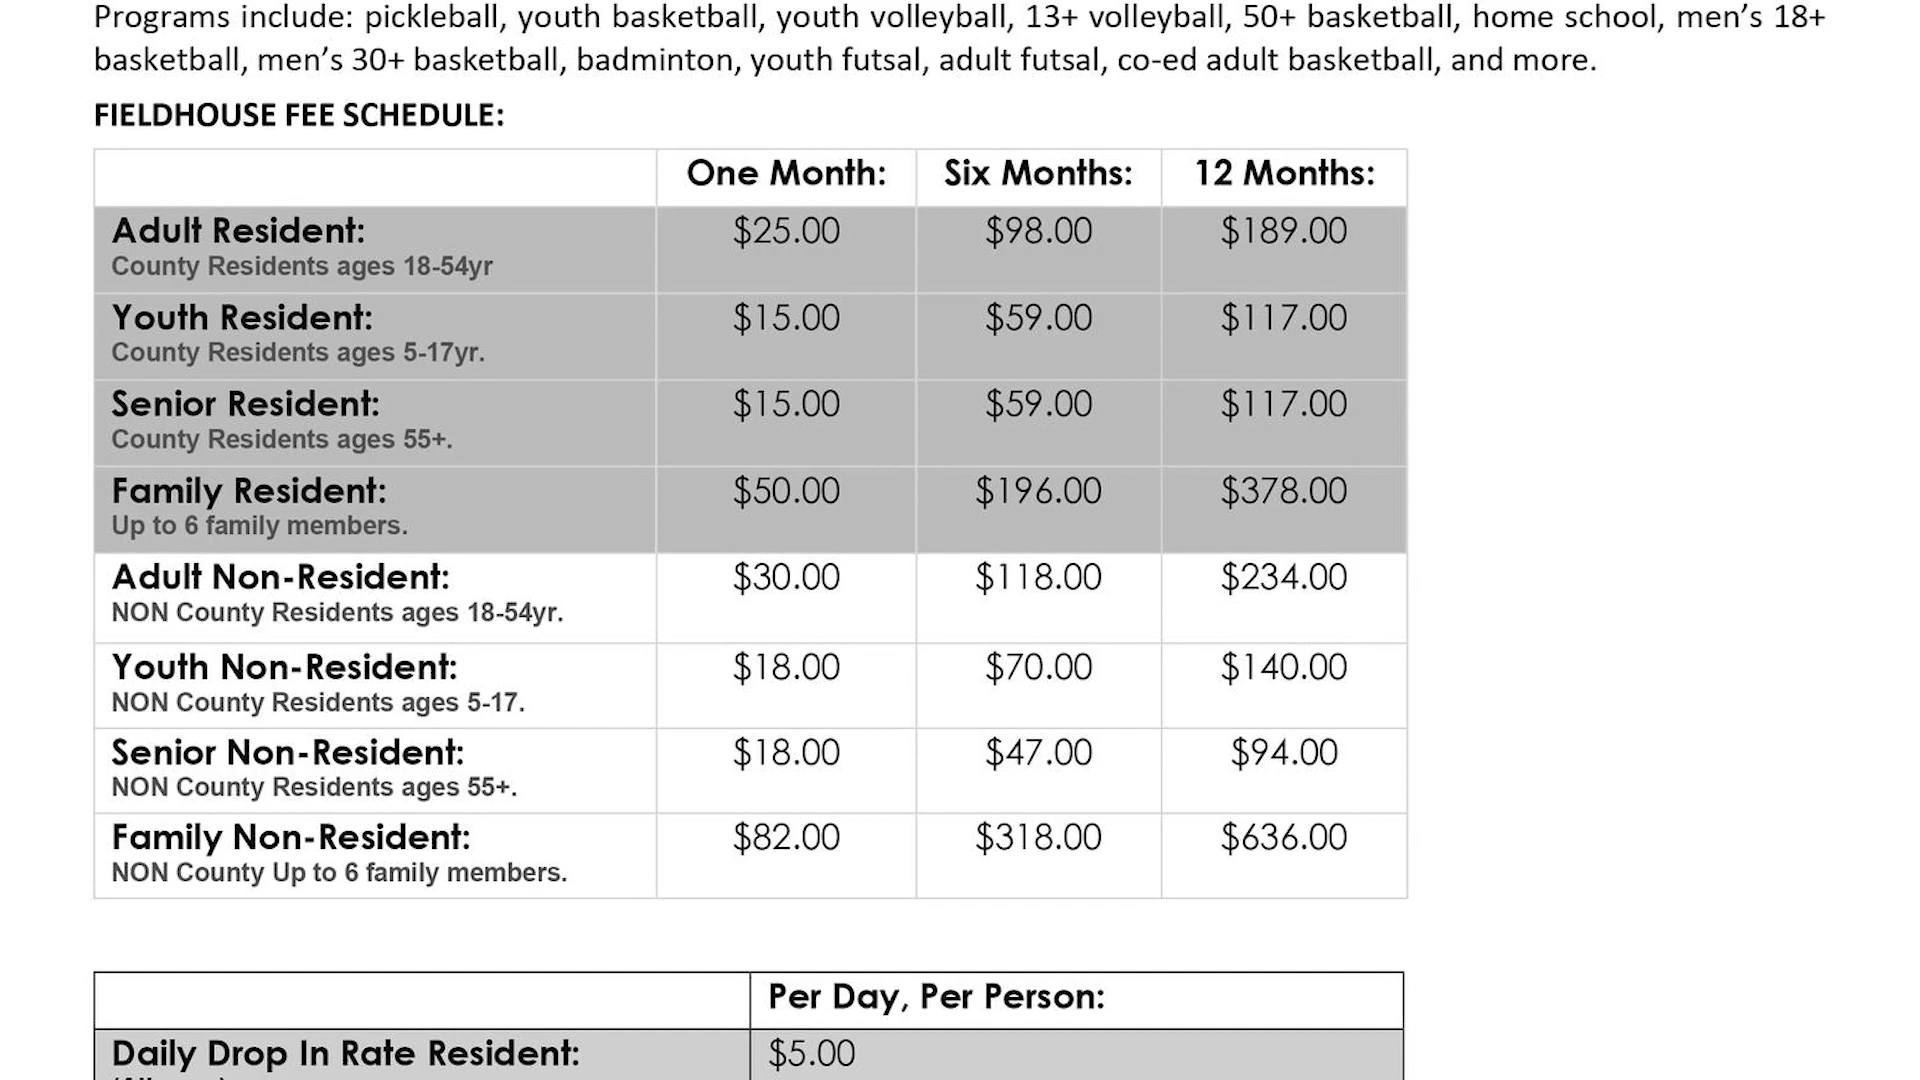 Programs include: pickleball, youth basketball, youth volleyball, 13+ volleyball, 50+ basketball, home school, men’s 18+
basketball, men’s 30+ basketball, badminton, youth futsal, adult futsal, co-ed adult basketball, and more.
FIELDHOUSE FEE SCHEDULE:
One Month: Six Months: 12 Months:
Adult Resident: $25.00 $98.00 $189.00
County Residents ages 18-54yr
Youth Resident: $15.00 $59.00 $117.00
County Residents ages 5-17yr.
Senior Resident: $15.00 $59.00 $117.00
County Residents ages 55+.
Family Resident: $50.00 $196.00 $378.00
Up to 6 family members.
Adult Non-Resident: $30.00 $118.00 $234.00
NON County Residents ages 18-54yr.
Youth Non-Resident: $18.00 $70.00 $140.00
NON County Residents ages 5-17.
Senior Non-Resident: $18.00 $47.00 $94.00
NON County Residents ages 55+.
Family Non-Resident: $82.00 $318.00 $636.00
NON County Up to 6 family members.
Per Day, Per Person:
Daily Drop In Rate Resident: $5.00